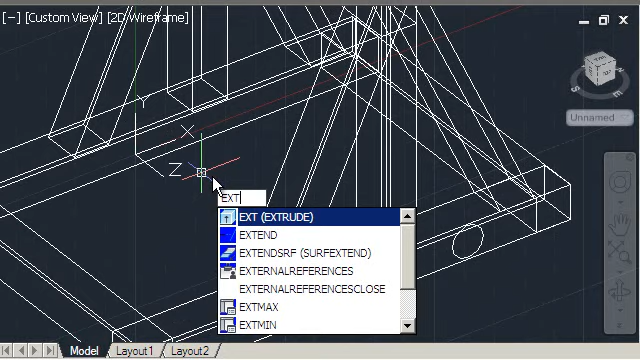 [−] [Custom View] [2D Wireframe]
Y
X
Z
EXT
EXT (EXTRUDE)
EXTEND
EXTENDSRF (SURFEXTEND)
EXTERNALREFERENCES
EXTERNALREFERENCESCLOSE
EXTMAX
EXTMIN
S
E
Unnamed
Model
Layout1
Layout2